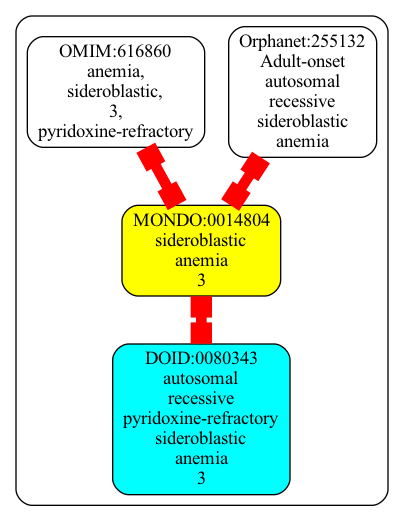 OMIM:616860
anemia,
sideroblastic,
3,
pyridoxine-refractory
Orphanet:255132
Adult-onset
autosomal
recessive
sideroblastic
anemia
MONDO:0014804
sideroblastic
anemia
3
DOID:0080343
autosomal
recessive
pyridoxine-refractory
sideroblastic
anemia
3